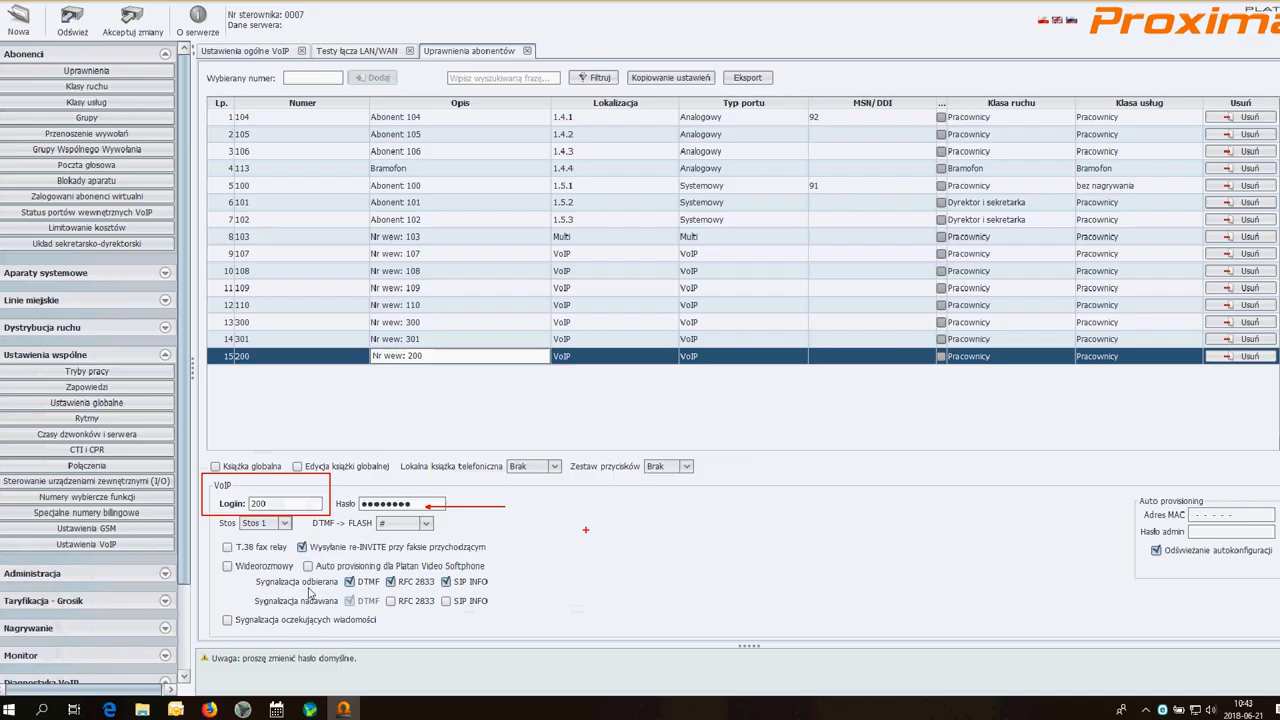 Nowa Odśwież Akceptuj zmiany O serwerze
Nr sterownika: 0007
Dane serwera:
Proxima
Ustawienia ogólne VoIP Testy łącza LAN/WAN Uprawnienia abonentów
Wybierany numer: Dodaj Wpisz wyszukiwaną frazę... Filtruj Kopiowanie ustawień Eksport
Abonenci
Uprawnienia
Klasy ruchu
Klasy usług
Grupy
Przenoszenie wywołań
Grupy Wspólnego Wywołania
Poczta głosowa
Blokady aparatu
Zalogowani abonenci wirtualni
Status portów wewnętrznych VoIP
Limitowanie kosztów
Układ sekretarsko-dyrektorski
Aparaty systemowe
Linie miejskie
Dystrybucja ruchu
Ustawienia wspólne
Tryby pracy
Zapowiedzi
Ustawienia globalne
Rytmy
Czasy dzwonków i serwera
CTI i CPR
Połączenia
Sterowanie urządzeniami zewnętrznymi (I/O)
Numery wybiercze funkcji
Specjalne numery bilingowe
Ustawienia GSM
Ustawienia VoIP
Administracja
Taryfikacja - Grosik
Nagrywanie
Monitor
Diagnostyka VoIP
Lp. Numer Opis Lokalizacja Typ portu MSN/DDI ... Klasa ruchu Klasa usług Usuń
1 104 Abonent 104 1.4.1 Analogowy 92 Pracownicy Pracownicy Usuń
2 105 Abonent 105 1.4.2 Analogowy Pracownicy Pracownicy Usuń
3 106 Abonent 106 1.4.3 Analogowy Pracownicy Pracownicy Usuń
4 113 Bramofon 1.4.4 Analogowy Bramofon Bramofon Usuń
5 100 Abonent 100 1.5.1 Systemowy 91 Pracownicy bez nagrywania Usuń
6 101 Abonent 101 1.5.2 Systemowy Dyrektor i sekretarka Pracownicy Usuń
7 102 Abonent 102 1.5.3 Systemowy Dyrektor i sekretarka Pracownicy Usuń
8 103 Nr wew: 103 Multi Multi Pracownicy Pracownicy Usuń
9 107 Nr wew: 107 VoIP VoIP Pracownicy Pracownicy Usuń
10 108 Nr wew: 108 VoIP VoIP Pracownicy Pracownicy Usuń
11 109 Nr wew: 109 VoIP VoIP Pracownicy Pracownicy Usuń
12 110 Nr wew: 110 VoIP VoIP Pracownicy Pracownicy Usuń
13 300 Nr wew: 300 VoIP VoIP Pracownicy Pracownicy Usuń
14 301 Nr wew: 301 VoIP VoIP Pracownicy Pracownicy Usuń
15 200 Nr wew: 200 VoIP VoIP Pracownicy Pracownicy Usuń
Książka globalna Edycja książki globalnej Lokalna książka telefoniczna Brak Zestaw przycisków Brak
VoIP
Login: 200 Hasło ●●●●●●●●
Stos Stos 1 DTMF -> FLASH #
T.38 fax relay Wysyłanie re-INVITE przy faksie przychodzącym
Wideorozmowy Auto provisioning dla Platan Video Softphone
Sygnalizacja odbierana DTMF RFC 2833 SIP INFO
Sygnalizacja nadawana DTMF RFC 2833 SIP INFO
Sygnalizacja oczekujących wiadomości
Auto provisioning
Adres MAC - - - - -
Hasło admin
Odświeżanie autokonfiguracji
Uwaga: proszę zmienić hasło domyślne.
10:43
2018-06-21